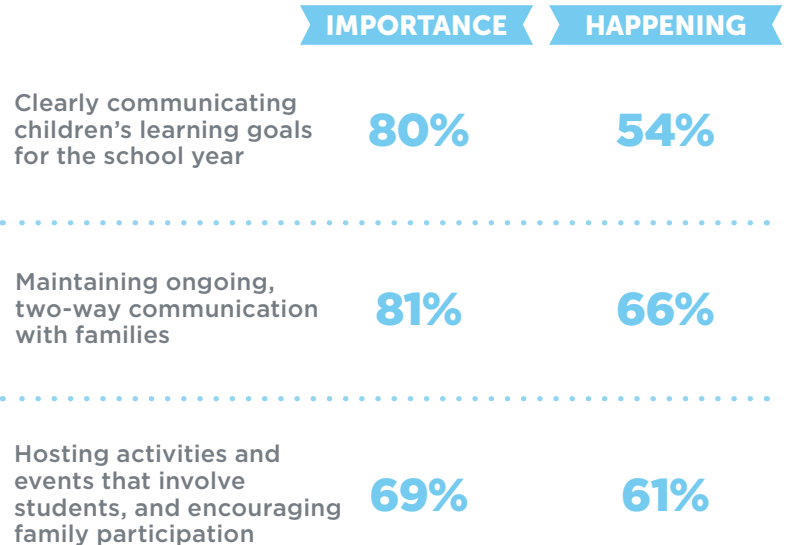 IMPORTANCE HAPPENING
Clearly communicating
children’s learning goals
for the school year
80% 54%
Maintaining ongoing,
two-way communication
with families
81% 66%
Hosting activities and
events that involve
students, and encouraging
family participation
69% 61%